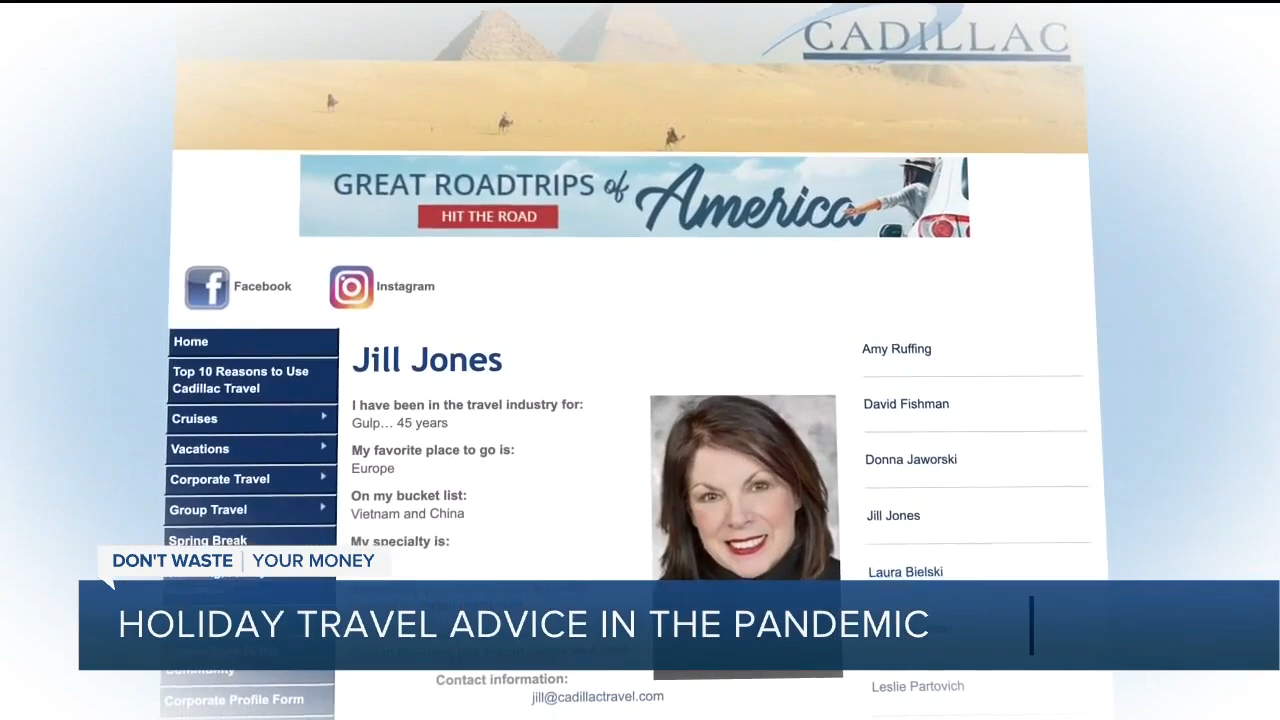 CADILLAC
GREAT ROADTRIPS of America
HIT THE ROAD
Facebook
Instagram
Home
Top 10 Reasons to Use
Cadillac Travel
Cruises
Vacations
Corporate Travel
Group Travel
Spring Break
Community
Corporate Profile Form
Jill Jones
I have been in the travel industry for:
Gulp... 45 years
My favorite place to go is:
Europe
On my bucket list:
Vietnam and China
My specialty is:
Contact information:
jill@cadillactravel.com
Amy Ruffing
David Fishman
Donna Jaworski
Jill Jones
Laura Bielski
Leslie Partovich
DON'T WASTE | YOUR MONEY
HOLIDAY TRAVEL ADVICE IN THE PANDEMIC